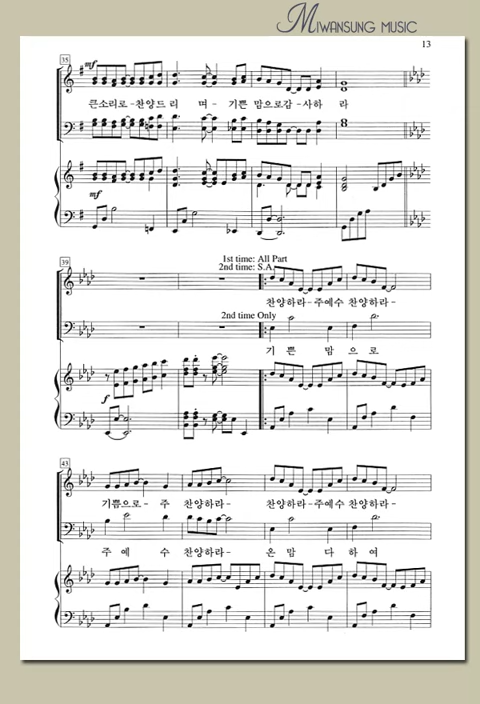 MIWANSUNG MUSIC
13
35
mf
큰소리로-찬양드리 며- 기쁜 맘으로감-사하 라
mf
39
1st time: All Part
2nd time: S.A.
찬양하라-주예수 찬양하라-
2nd time Only
기 쁜 맘 으 로
f
43
기쁨으로- 주 찬양하라- 찬양하라-주예수 찬양하라-
주 예 수 찬양하라- 온 맘 다 하 여